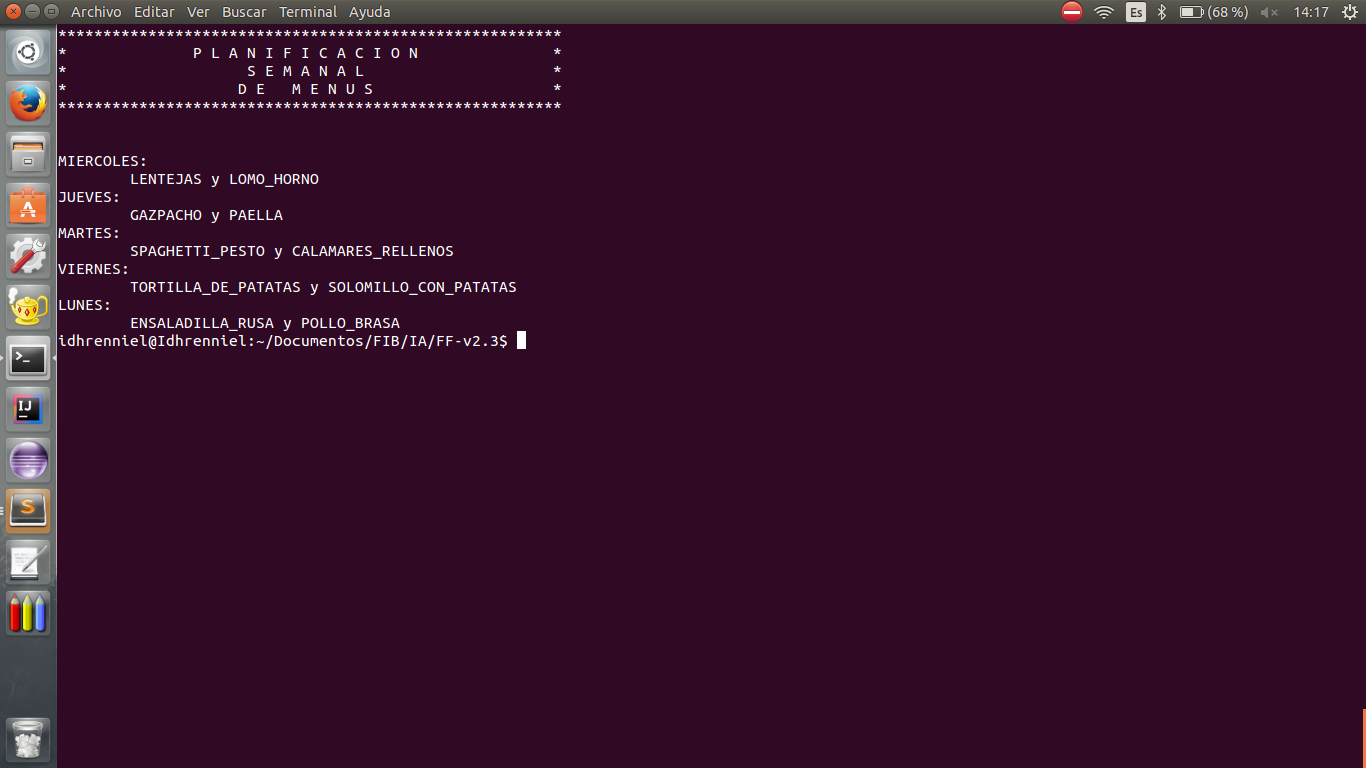 Archivo Editar Ver Buscar Terminal Ayuda Es (68 %) 14:17
********************************************************
* P L A N I F I C A C I O N *
* S E M A N A L *
* D E M E N U S *
********************************************************
MIERCOLES:
LENTEJAS y LOMO_HORNO
JUEVES:
GAZPACHO y PAELLA
MARTES:
SPAGHETTI_PESTO y CALAMARES_RELLENOS
VIERNES:
TORTILLA_DE_PATATAS y SOLOMILLO_CON_PATATAS
LUNES:
ENSALADILLA_RUSA y POLLO_BRASA
idhrenniel@Idhrenniel:~/Documentos/FIB/IA/FF-v2.3$
>_
IJ
S